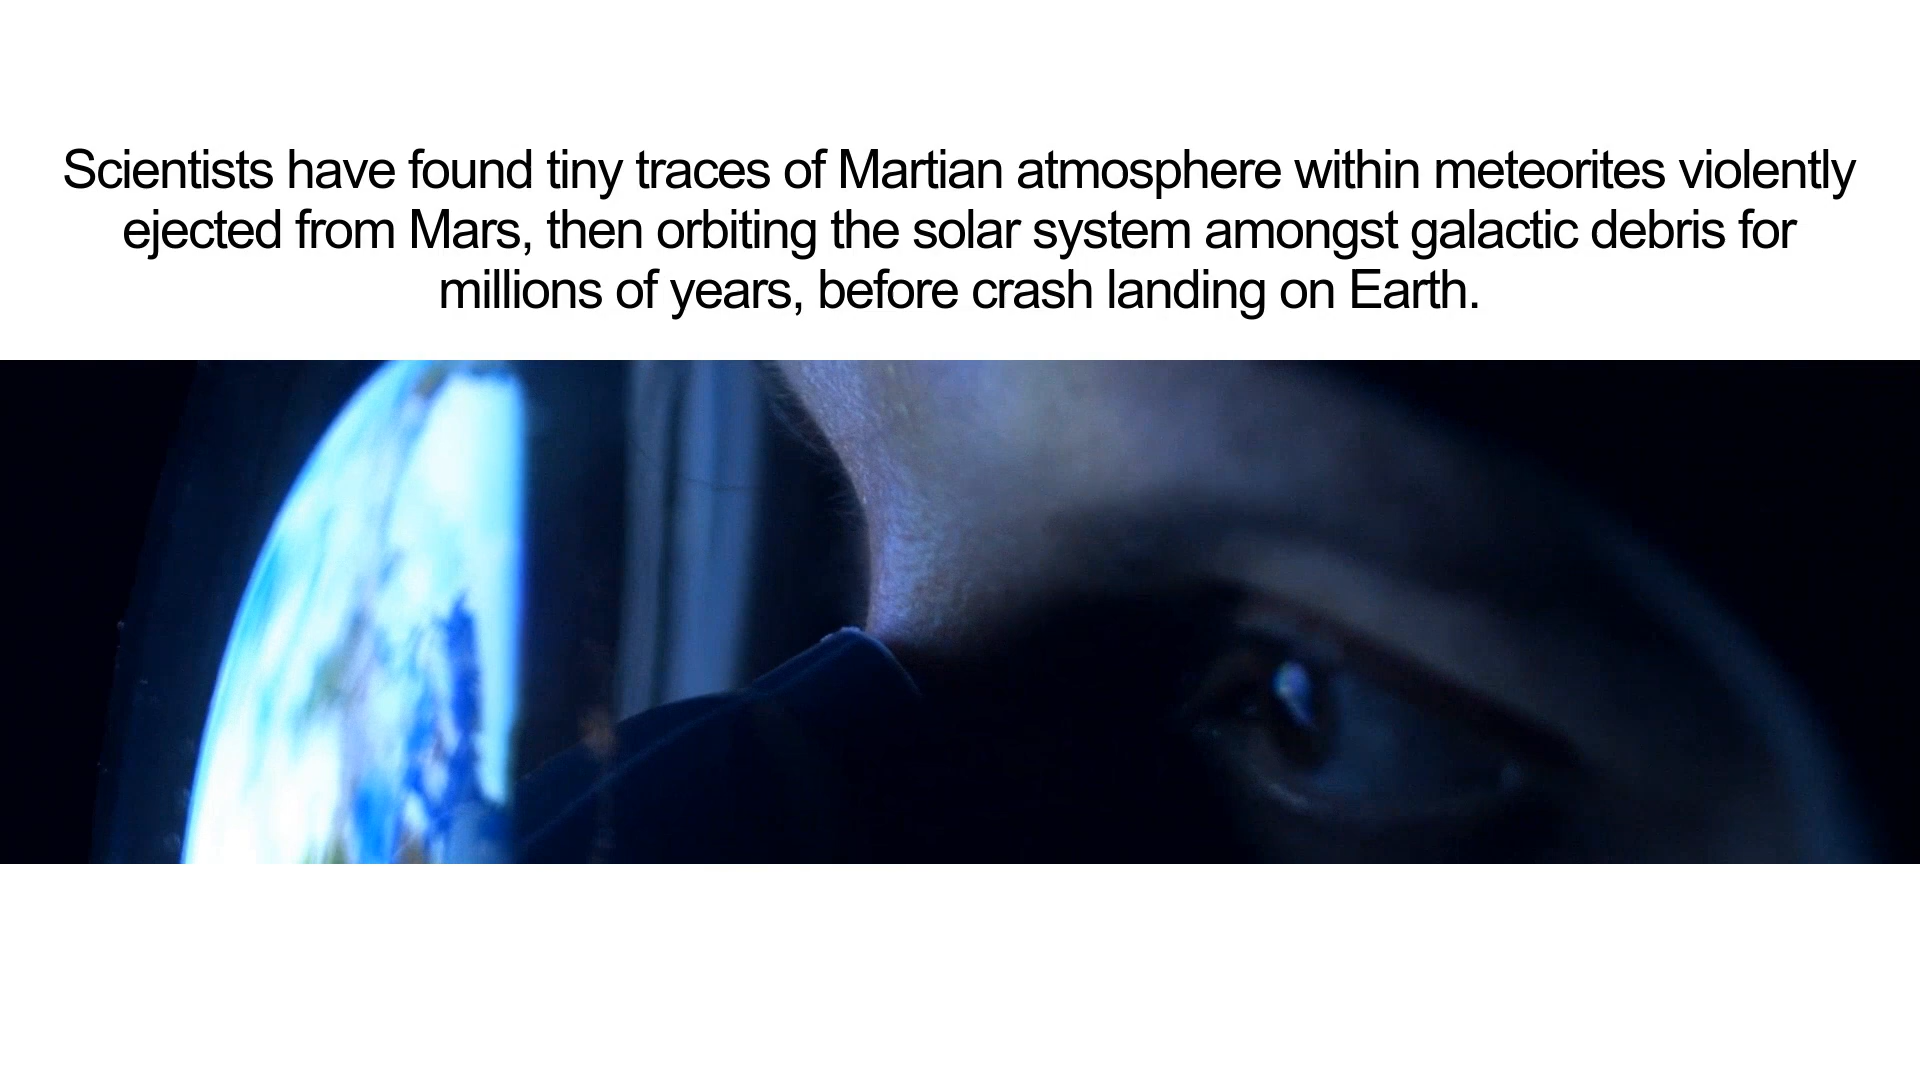 Scientists have found tiny traces of Martian atmosphere within meteorites violently
ejected from Mars, then orbiting the solar system amongst galactic debris for
millions of years, before crash landing on Earth.